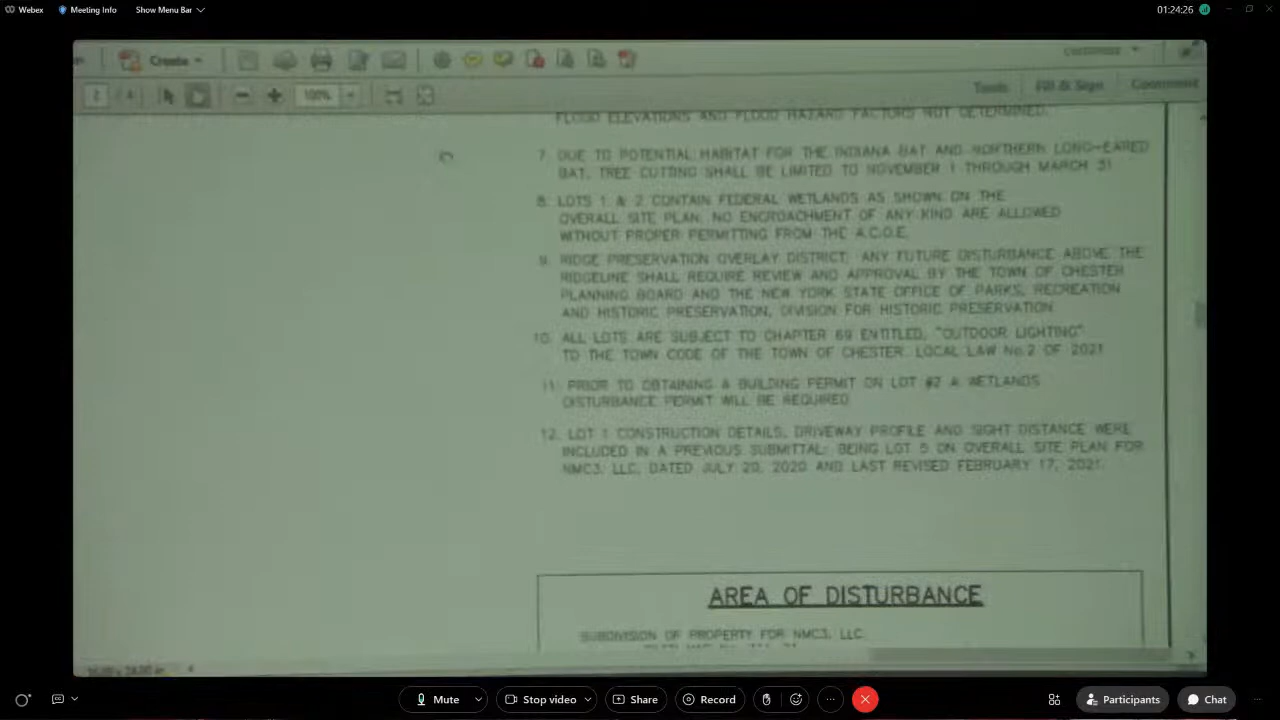 Webex
Meeting Info
Show Menu Bar
01:24:26
Create
Customize
2 / 4
100%
Tools
Fill & Sign
Comment
FLOOD ELEVATIONS AND FLOOD HAZARD FACTORS NOT DETERMINED.
7. DUE TO POTENTIAL HABITAT FOR THE INDIANA BAT AND NORTHERN LONG-EARED
BAT, TREE CUTTING SHALL BE LIMITED TO NOVEMBER 1 THROUGH MARCH 31
8. LOTS 1 & 2 CONTAIN FEDERAL WETLANDS AS SHOWN ON THE
OVERALL SITE PLAN, NO ENCROACHMENT OF ANY KIND ARE ALLOWED
WITHOUT PROPER PERMITTING FROM THE A.C.O.E.
9. RIDGE PRESERVATION OVERLAY DISTRICT: ANY FUTURE DISTURBANCE ABOVE THE
RIDGELINE SHALL REQUIRE REVIEW AND APPROVAL BY THE TOWN OF CHESTER
PLANNING BOARD AND THE NEW YORK STATE OFFICE OF PARKS, RECREATION
AND HISTORIC PRESERVATION, DIVISION FOR HISTORIC PRESERVATION
10. ALL LOTS ARE SUBJECT TO CHAPTER 69 ENTITLED, "OUTDOOR LIGHTING"
TO THE TOWN CODE OF THE TOWN OF CHESTER. LOCAL LAW No.2 OF 2021
11. PRIOR TO OBTAINING A BUILDING PERMIT ON LOT #2 A WETLANDS
DISTURBANCE PERMIT WILL BE REQUIRED
12. LOT 1 CONSTRUCTION DETAILS, DRIVEWAY PROFILE AND SIGHT DISTANCE WERE
INCLUDED IN A PREVIOUS SUBMITTAL: BEING LOT 5 ON OVERALL SITE PLAN FOR
NMC3, LLC. DATED JULY 20, 2020 AND LAST REVISED FEBRUARY 17, 2021.
AREA OF DISTURBANCE
SUBDIVISION OF PROPERTY FOR NMC3, LLC.
Mute
Stop video
Share
Record
Participants
Chat